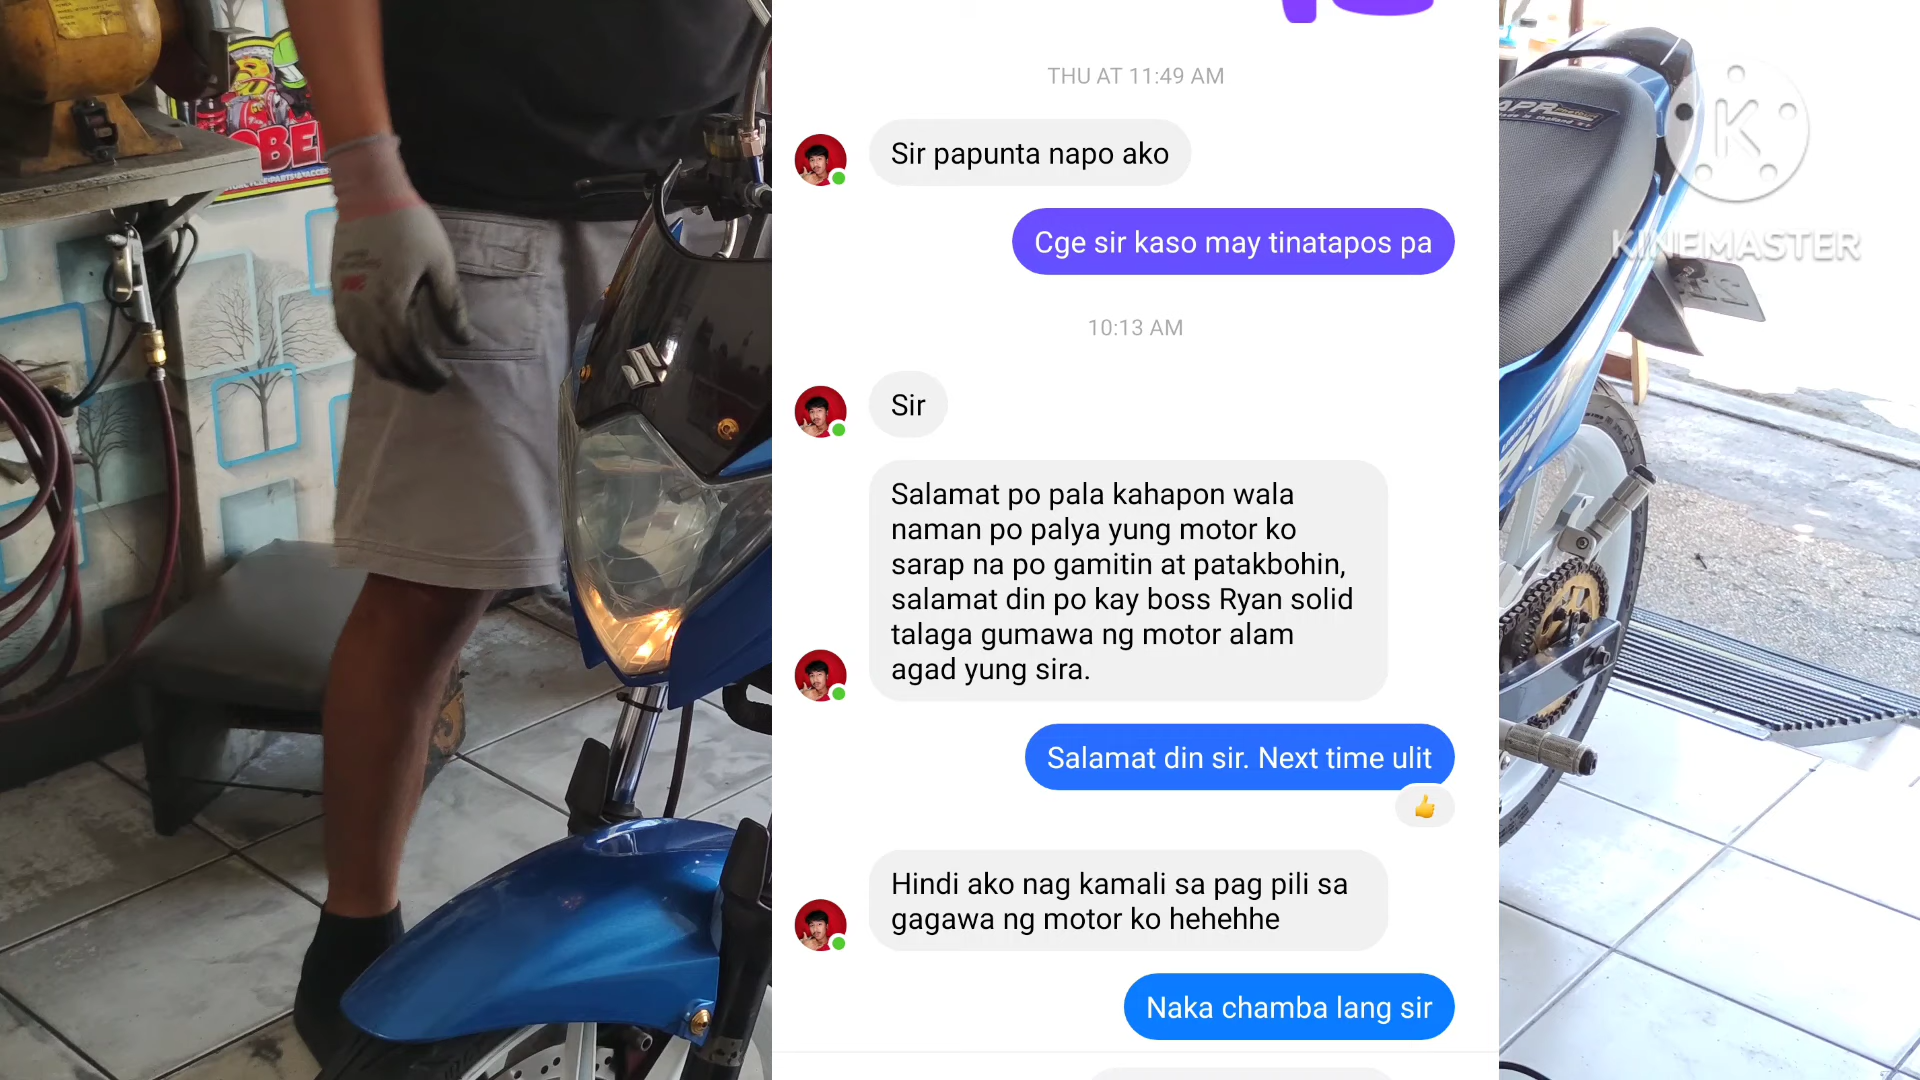 THU AT 11:49 AM
Sir papunta napo ako
Cge sir kaso may tinatapos pa
10:13 AM
Sir
Salamat po pala kahapon wala
naman po palya yung motor ko
sarap na po gamitin at patakbohin,
salamat din po kay boss Ryan solid
talaga gumawa ng motor alam
agad yung sira.
Salamat din sir. Next time ulit
Hindi ako nag kamali sa pag pili sa
gagawa ng motor ko hehehhe
Naka chamba lang sir
APR
K
KINEMASTER